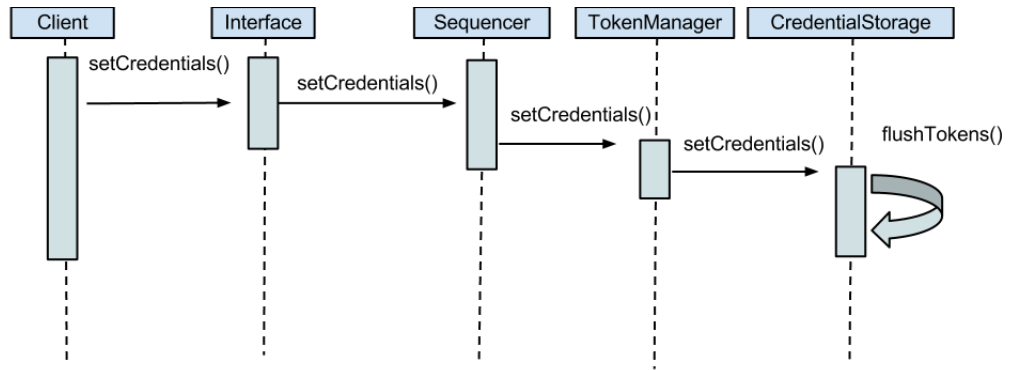 Client
Interface
Sequencer
TokenManager
CredentialStorage
setCredentials()
setCredentials()
setCredentials()
setCredentials()
flushTokens()